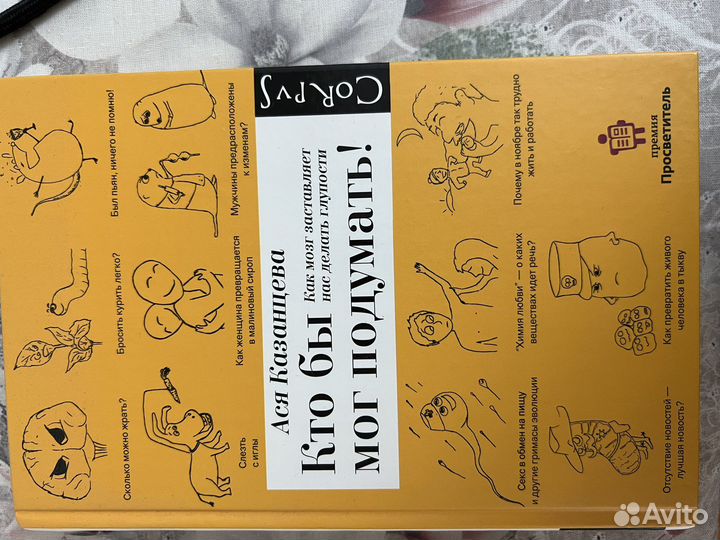 Сколько можно жрать?
Бросить курить легко?
Был пьян, ничего не помню!
Слезть
с иглы
Как женщина превращается
в малиновый сироп
Мужчины предрасположены
к изменам?
Ася Казанцева
Кто бы
Как мозг заставляет
нас делать глупости
мог подумать!
CORPVS
Секс в обмен на пищу
и другие гримасы эволюции
"Химия любви" — о каких
веществах идет речь?
Почему в ноябре так трудно
жить и работать
Отсутствие новостей —
лучшая новость?
Как превратить живого
человека в тыкву
премия
Просветитель
Avito